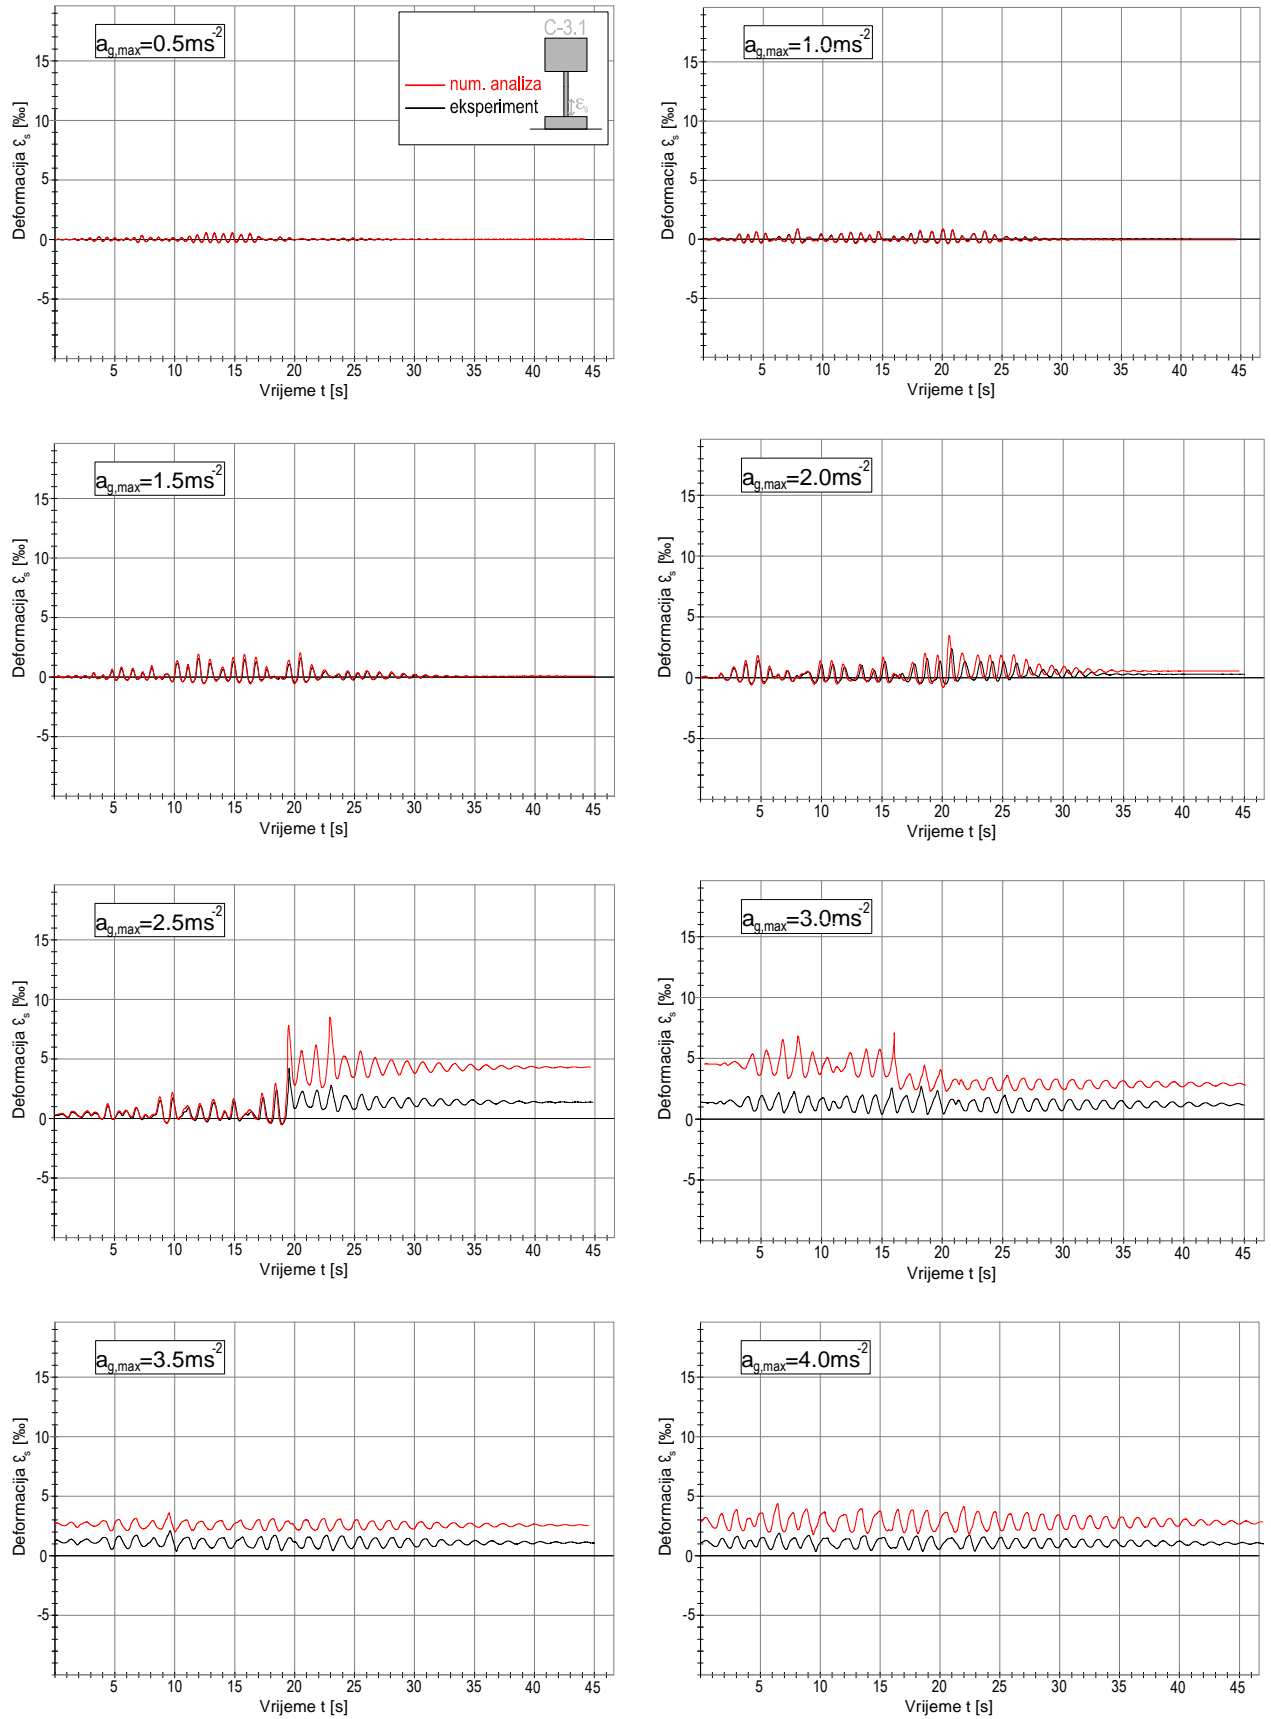 a_g,max=0.5ms^-2
C-3.1
num. analiza
eksperiment
ε_s
Deformacija ε_s [‰]
15
10
5
0
-5
5 10 15 20 25 30 35 40 45
Vrijeme t [s]
a_g,max=1.0ms^-2
Deformacija ε_s [‰]
15
10
5
0
-5
5 10 15 20 25 30 35 40 45
Vrijeme t [s]
a_g,max=1.5ms^-2
Deformacija ε_s [‰]
15
10
5
0
-5
5 10 15 20 25 30 35 40 45
Vrijeme t [s]
a_g,max=2.0ms^-2
Deformacija ε_s [‰]
15
10
5
0
-5
5 10 15 20 25 30 35 40 45
Vrijeme t [s]
a_g,max=2.5ms^-2
Deformacija ε_s [‰]
15
10
5
0
-5
5 10 15 20 25 30 35 40 45
Vrijeme t [s]
a_g,max=3.0ms^-2
Deformacija ε_s [‰]
15
10
5
0
-5
5 10 15 20 25 30 35 40 45
Vrijeme t [s]
a_g,max=3.5ms^-2
Deformacija ε_s [‰]
15
10
5
0
-5
5 10 15 20 25 30 35 40 45
Vrijeme t [s]
a_g,max=4.0ms^-2
Deformacija ε_s [‰]
15
10
5
0
-5
5 10 15 20 25 30 35 40 45
Vrijeme t [s]